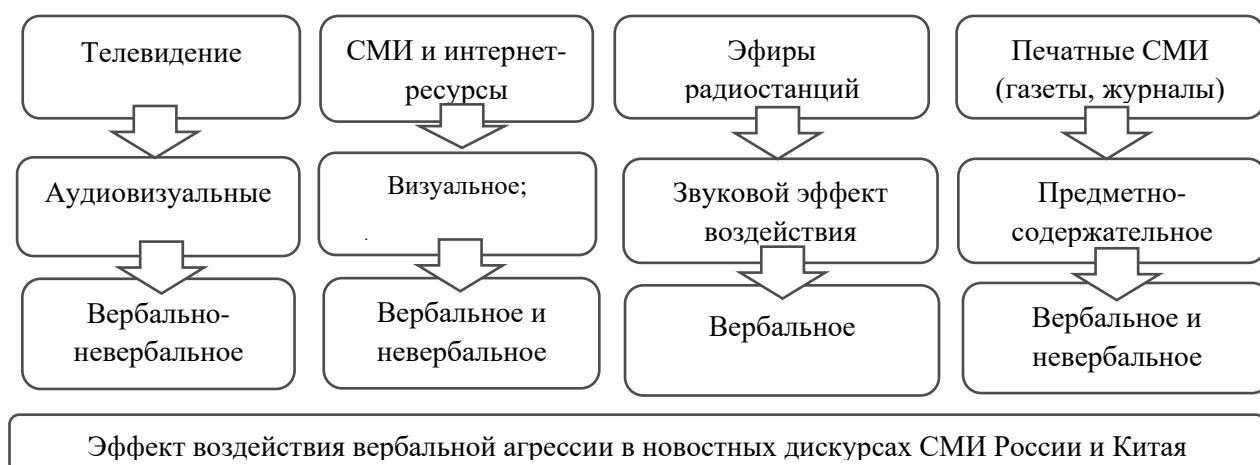 Телевидение
СМИ и интернет-
ресурсы
Эфиры
радиостанций
Печатные СМИ
(газеты, журналы)
Аудиовизуальные
Визуальное;
Звуковой эффект
воздействия
Предметно-
содержательное
Вербально-
невербальное
Вербальное и
невербальное
Вербальное
Вербальное и
невербальное
Эффект воздействия вербальной агрессии в новостных дискурсах СМИ России и Китая